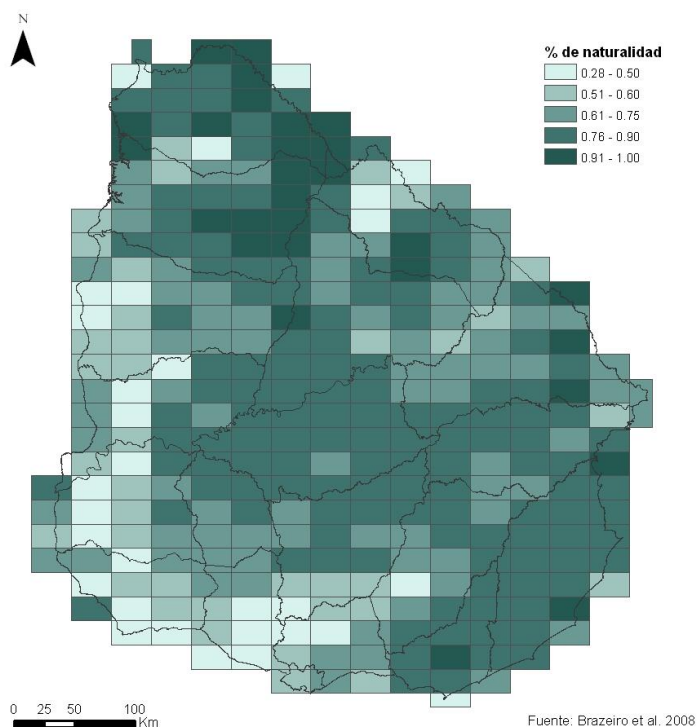 N
% de naturalidad
0.28 - 0.50
0.51 - 0.60
0.61 - 0.75
0.76 - 0.90
0.91 - 1.00
0 25 50 100
Km
Fuente: Brazeiro et al. 2008